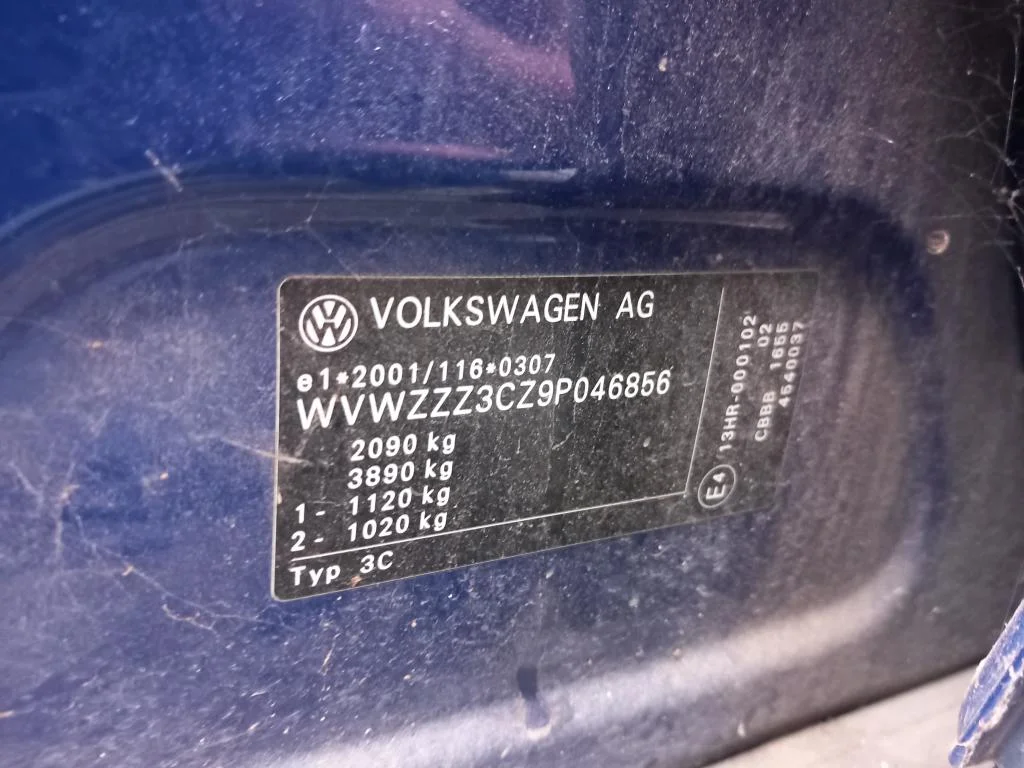 VOLKSWAGEN AG
e1*2001/116*0307
WVWZZZ3CZ9P046856
2090 kg
3890 kg
1 - 1120 kg
2 - 1020 kg
Typ 3C
E4
13HR-000102
CBBB 02
1655
4640037